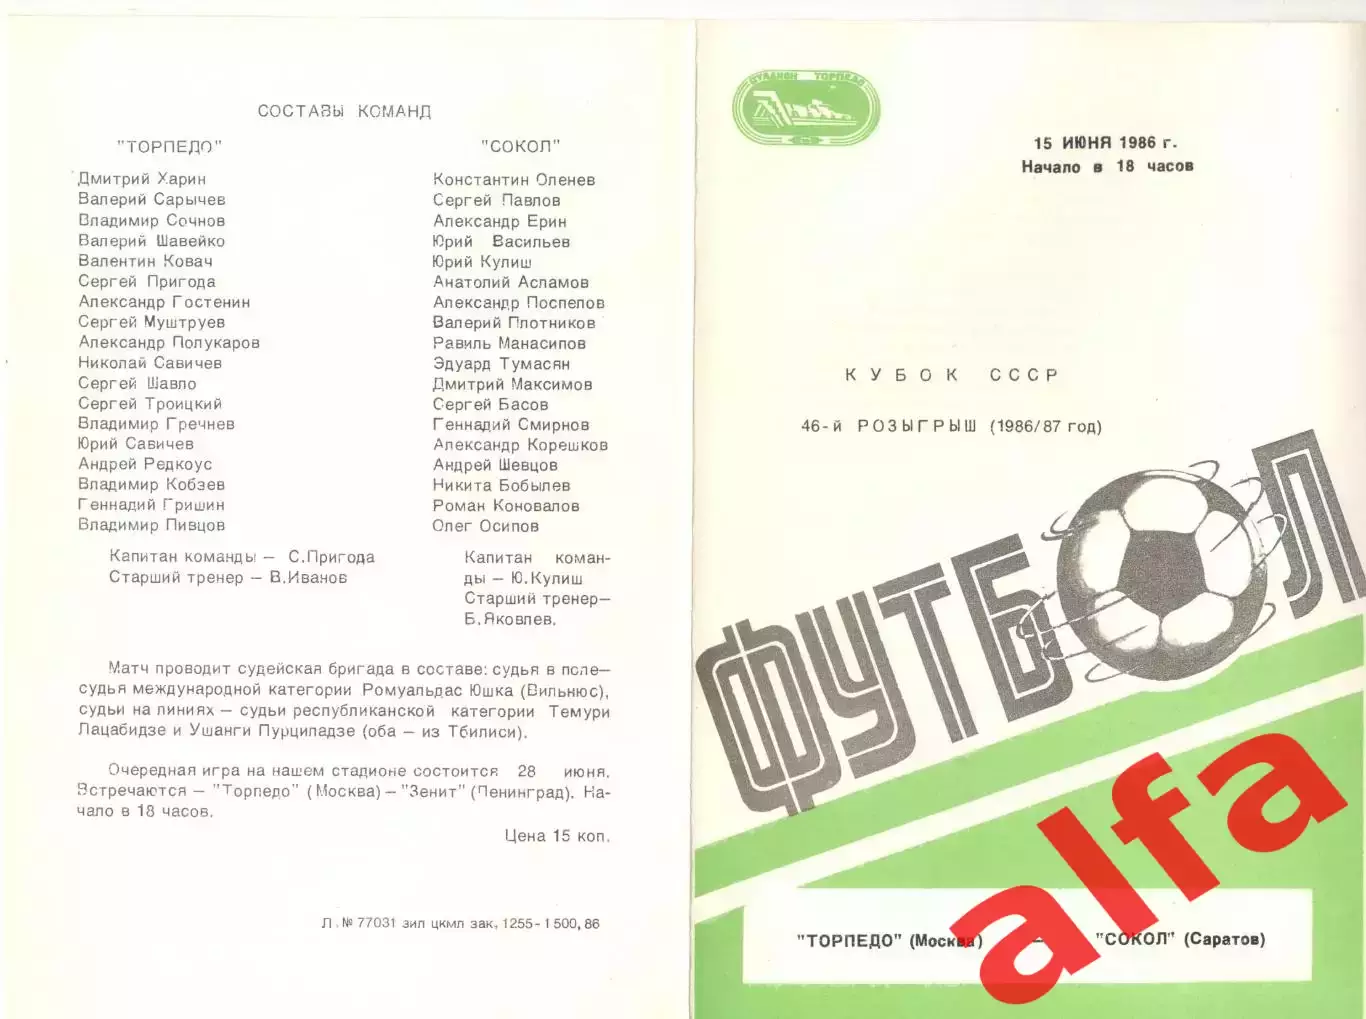 СОСТАВЫ КОМАНД
"ТОРПЕДО"
Дмитрий Харин
Валерий Сарычев
Владимир Сочнов
Валерий Шавейко
Валентин Ковач
Сергей Пригода
Александр Гостенин
Сергей Муштруев
Александр Полукаров
Николай Савичев
Сергей Шавло
Сергей Троицкий
Владимир Гречнев
Юрий Савичев
Андрей Редкоус
Владимир Кобзев
Геннадий Гришин
Владимир Пивцов
Капитан команды – С.Пригода
Старший тренер – В.Иванов
"СОКОЛ"
Константин Оленев
Сергей Павлов
Александр Ерин
Юрий Васильев
Юрий Кулиш
Анатолий Асламов
Александр Поспелов
Валерий Плотников
Равиль Манасипов
Эдуард Тумасян
Дмитрий Максимов
Сергей Басов
Геннадий Смирнов
Александр Корешков
Андрей Шевцов
Никита Бобылев
Роман Коновалов
Олег Осипов
Капитан коман-
ды – Ю.Кулиш
Старший тренер–
Б.Яковлев.
Матч проводит судейская бригада в составе: судья в поле–
судья международной категории Ромуальдас Юшка (Вильнюс),
судьи на линиях – судьи республиканской категории Темури
Лацабидзе и Ушанги Пурциладзе (оба – из Тбилиси).
Очередная игра на нашем стадионе состоится 28 июня.
Встречаются – "Торпедо" (Москва) – "Зенит" (Ленинград). На-
чало в 18 часов.
Цена 15 коп.
Л.№ 77031 зил цкмл зак. 1255-1500, 86
СТАДИОН ТОРПЕДО
15 ИЮНЯ 1986 г.
Начало в 18 часов
КУБОК СССР
46-й РОЗЫГРЫШ (1986/87 год)
ФУТБОЛ
"ТОРПЕДО" (Москва) — "СОКОЛ" (Саратов)
alfa